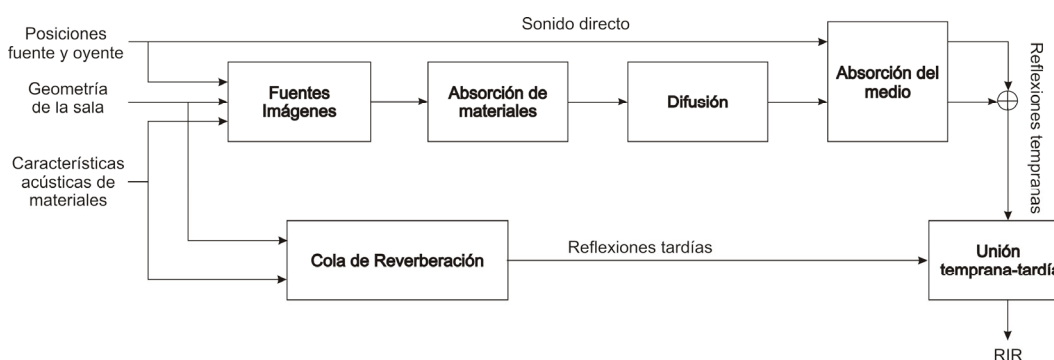 Posiciones
fuente y oyente
Sonido directo
Geometría
de la sala
Fuentes
Imágenes
Absorción de
materiales
Difusión
Absorción del
medio
Reflexiones tempranas
Características
acústicas de
materiales
Cola de Reverberación
Reflexiones tardías
Unión
temprana-tardía
RIR